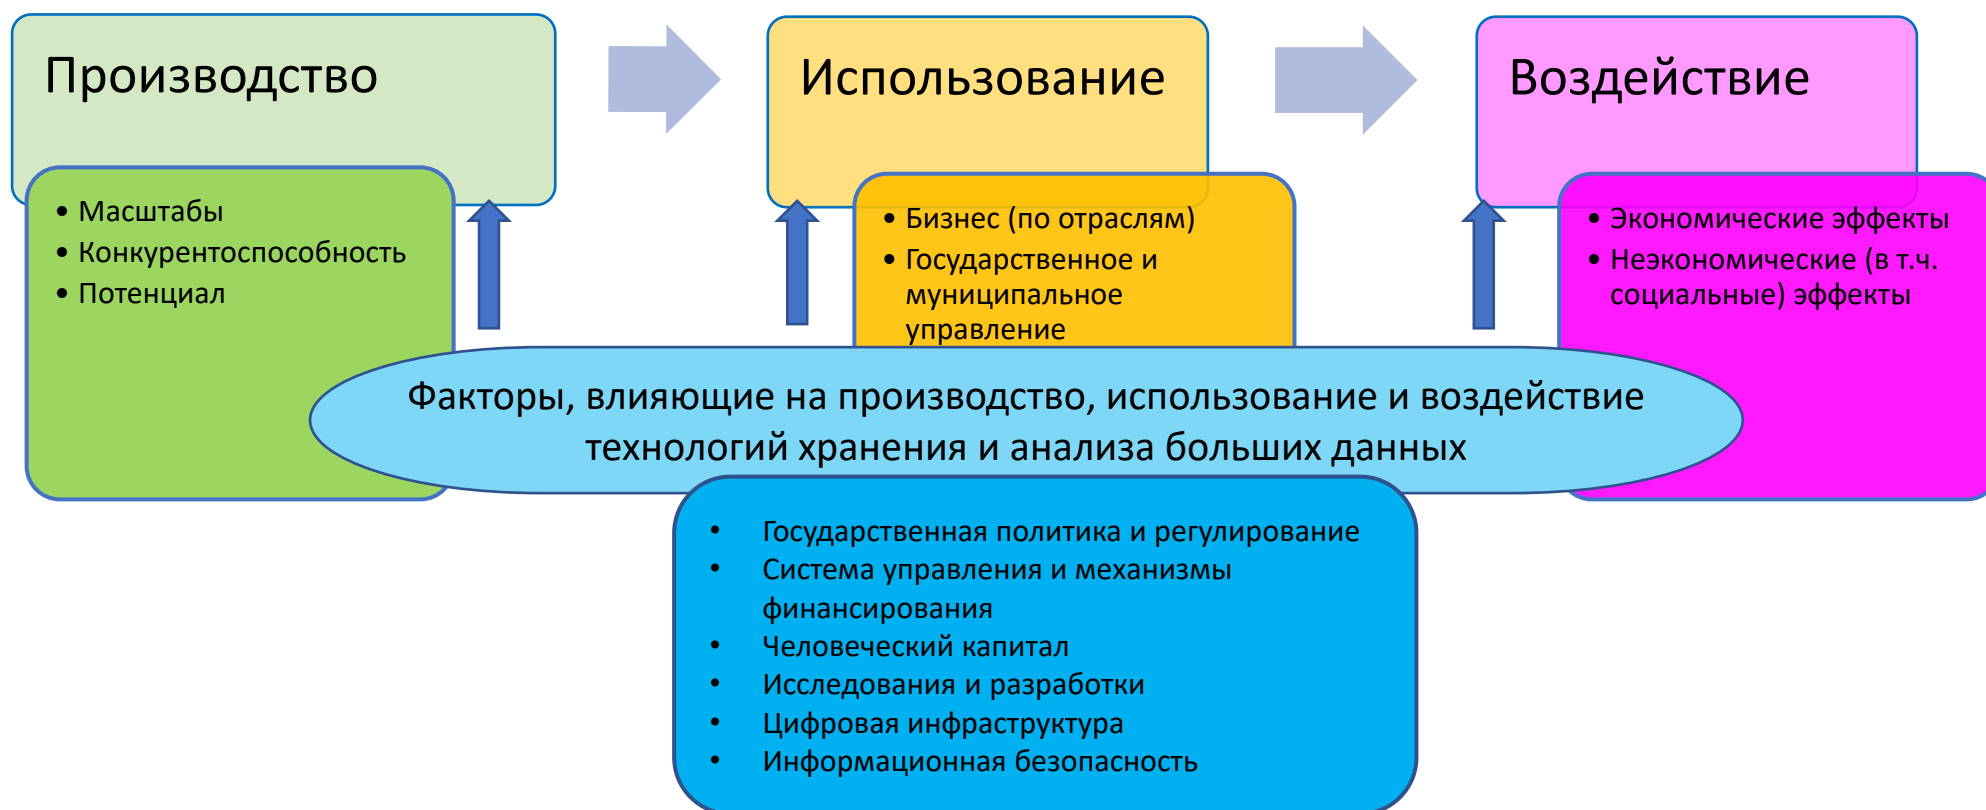 Производство
• Масштабы
• Конкурентоспособность
• Потенциал
Использование
• Бизнес (по отраслям)
• Государственное и
муниципальное
управление
Воздействие
• Экономические эффекты
• Неэкономические (в т.ч.
социальные) эффекты
Факторы, влияющие на производство, использование и воздействие
технологий хранения и анализа больших данных
• Государственная политика и регулирование
• Система управления и механизмы
финансирования
• Человеческий капитал
• Исследования и разработки
• Цифровая инфраструктура
• Информационная безопасность